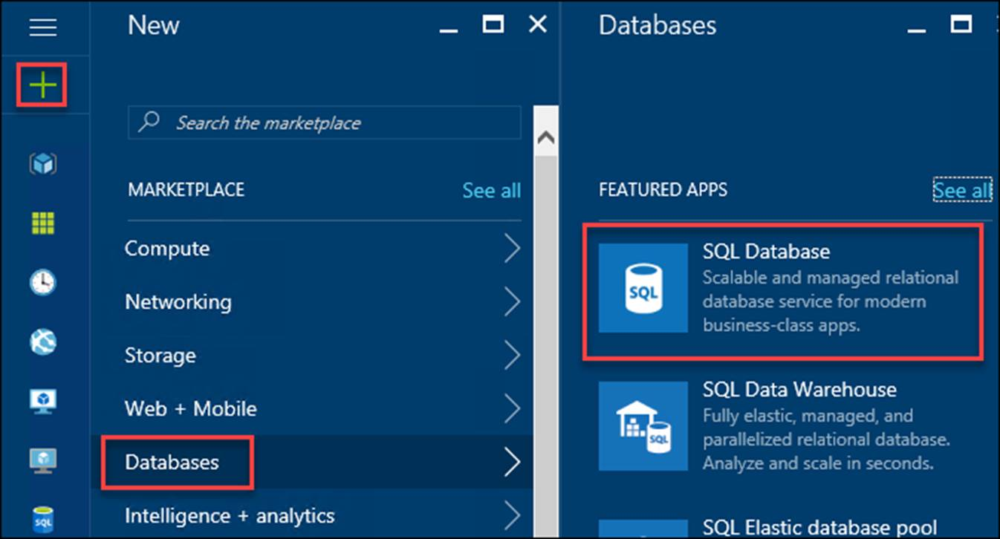 New
Search the marketplace
MARKETPLACE
See all
Compute
Networking
Storage
Web + Mobile
Databases
Intelligence + analytics
SQL
Databases
FEATURED APPS
See all
SQL
SQL Database
Scalable and managed relational
database service for modern
business-class apps.
SQL
SQL Data Warehouse
Fully elastic, managed, and
parallelized relational database.
Analyze and scale in seconds.
SQL Elastic database pool